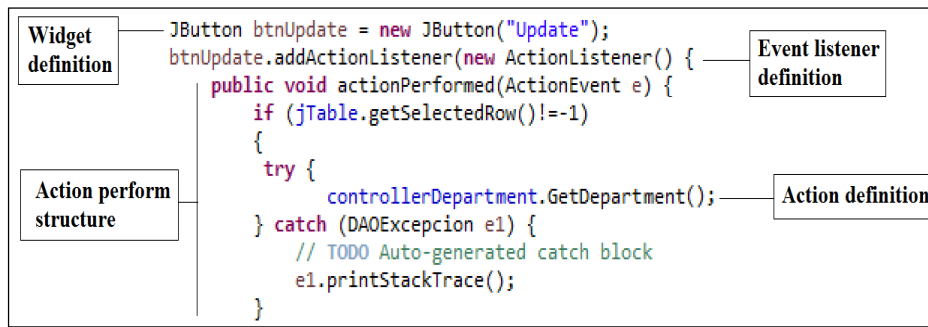 Widget
definition
JButton btnUpdate = new JButton("Update");
btnUpdate.addActionListener(new ActionListener() {
Event listener
definition
public void actionPerformed(ActionEvent e) {
if (jTable.getSelectedRow()!=-1)
{
try {
Action perform
structure
controllerDepartment.GetDepartment();
Action definition
} catch (DAOExcepcion e1) {
// TODO Auto-generated catch block
e1.printStackTrace();
}